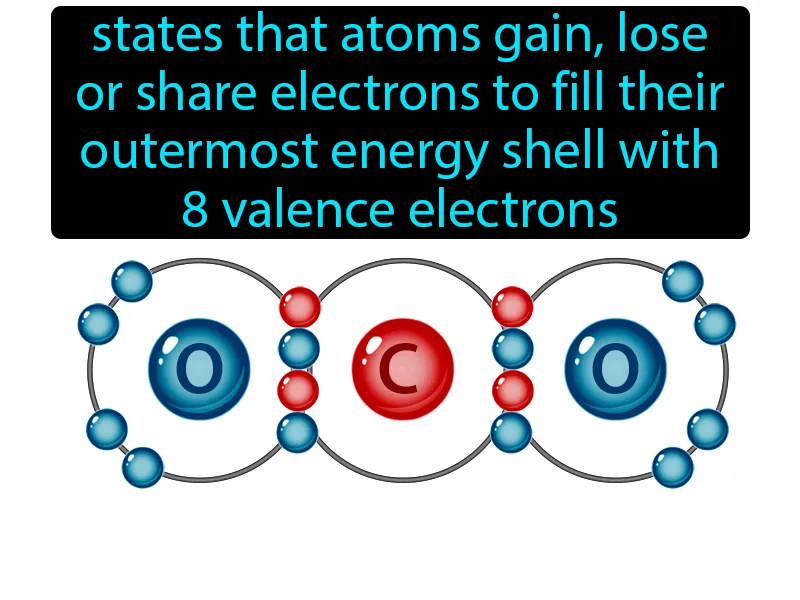 states that atoms gain, lose
or share electrons to fill their
outermost energy shell with
8 valence electrons
O C O